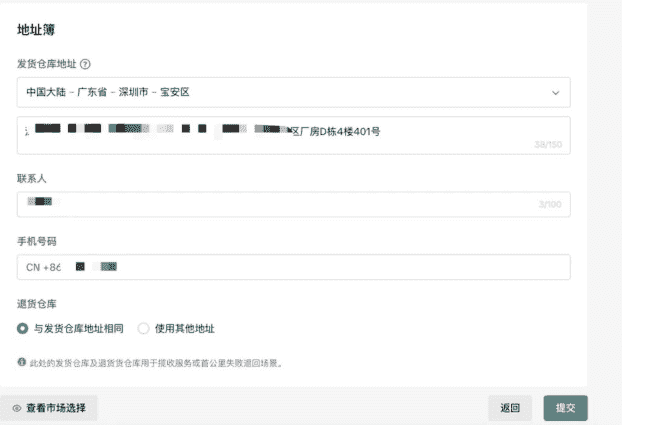 地址簿
发货仓库地址 ?
中国大陆 - 广东省 - 深圳市 - 宝安区
区厂房D栋4楼401号
38/150
联系人
3/100
手机号码
CN +86
退货仓库
与发货仓库地址相同 使用其他地址
此处的发货仓库及退货货仓库用于揽收服务或首公里失败退回场景。
查看市场选择 返回 提交